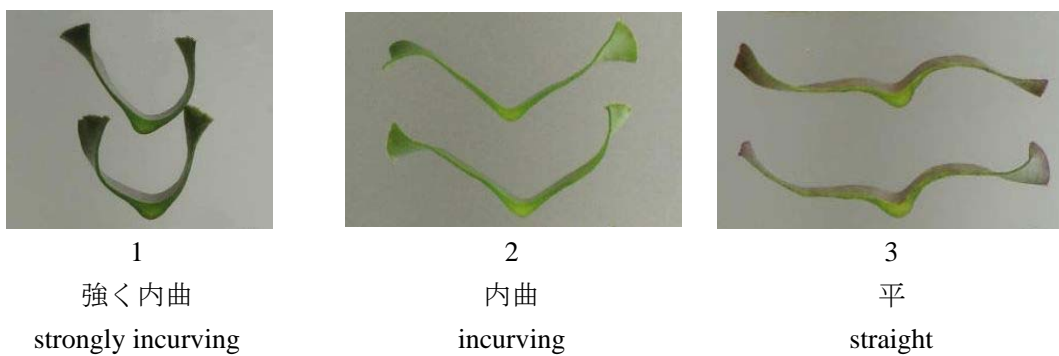 1 2 3
強く内曲 内曲 平
strongly incurving incurving straight